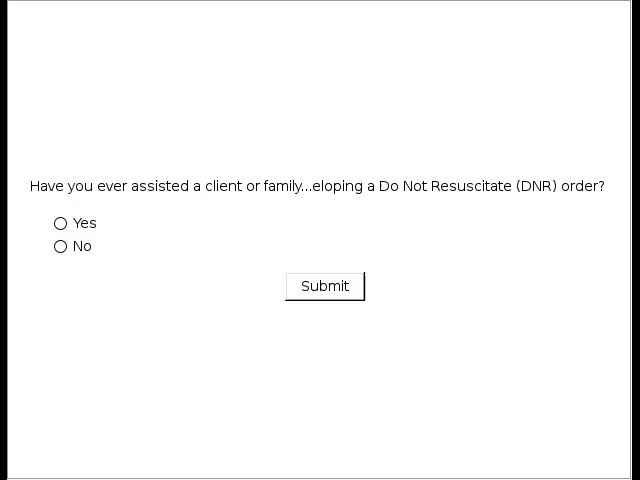 Have you ever assisted a client or family...eloping a Do Not Resuscitate (DNR) order?
Yes
No
Submit